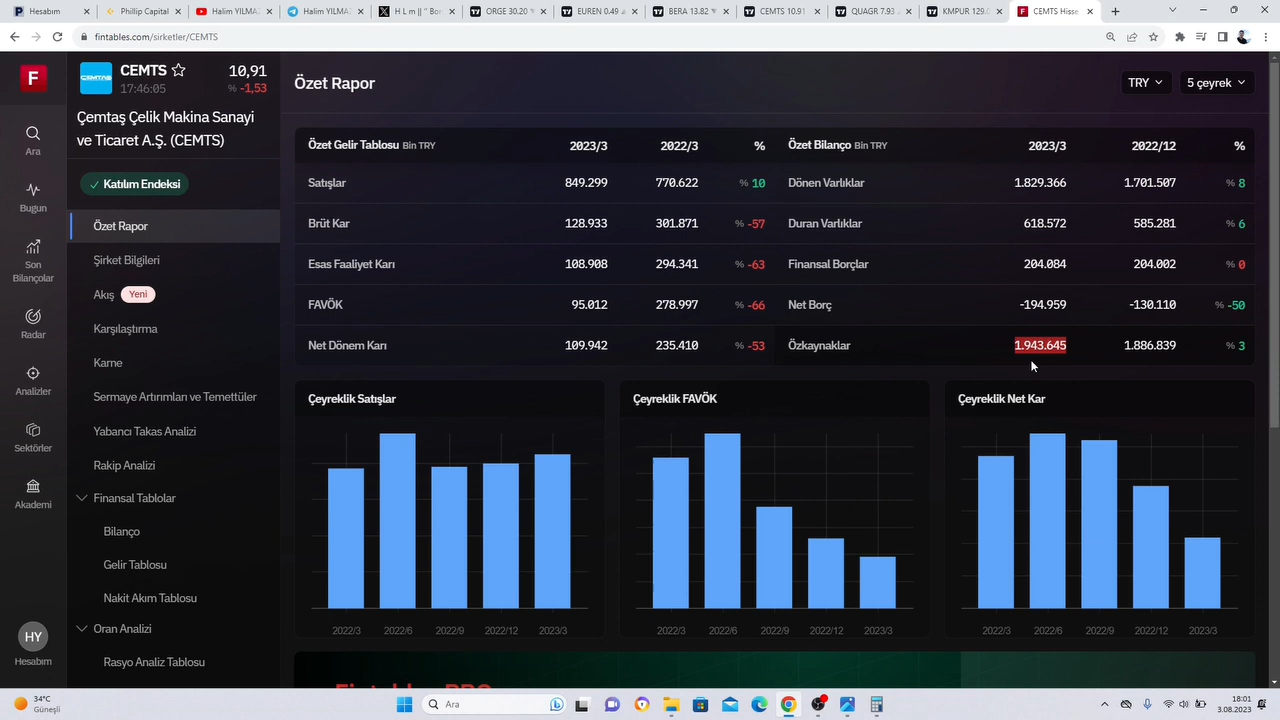 Hesabım
Phillip Capital
Halim YILMAZ
Halim YILMAZ
H L m || " Bors
ORGE 30.20 ▼
EUREN 0.49 ▲
BERA 13.82 ▼
CEMTS 10.91
QUAGR 7.93
KMPUR 129.0
CEMTS Hisse
fintables.com/sirketler/CEMTS
F
CEMTS
10,91
17:46:05
% -1,53
Çemtaş Çelik Makina Sanayi
ve Ticaret A.Ş. (CEMTS)
Katılım Endeksi
Ara
Bugun
Son
Bilançolar
Radar
Analizler
Sektörler
Akademi
HY
Hesabım
Özet Rapor
Şirket Bilgileri
Akış Yeni
Karşılaştırma
Karne
Sermaye Artırımları ve Temettüler
Yabancı Takas Analizi
Rakip Analizi
Finansal Tablolar
Bilanço
Gelir Tablosu
Nakit Akım Tablosu
Oran Analizi
Rasyo Analiz Tablosu
Özet Rapor
TRY
5 çeyrek
Özet Gelir Tablosu Bin TRY 2023/3 2022/3 %
Satışlar 849.299 770.622 % 10
Brüt Kar 128.933 301.871 % -57
Esas Faaliyet Karı 108.908 294.341 % -63
FAVÖK 95.012 278.997 % -66
Net Dönem Karı 109.942 235.410 % -53
Özet Bilanço Bin TRY 2023/3 2022/12 %
Dönen Varlıklar 1.829.366 1.701.507 % 8
Duran Varlıklar 618.572 585.281 % 6
Finansal Borçlar 204.084 204.002 % 0
Net Borç -194.959 -130.110 % -50
Özkaynaklar 1.943.645 1.886.839 % 3
Çeyreklik Satışlar
2022/3 2022/6 2022/9 2022/12 2023/3
Çeyreklik FAVÖK
2022/3 2022/6 2022/9 2022/12 2023/3
Çeyreklik Net Kar
2022/3 2022/6 2022/9 2022/12 2023/3
Fintables PRO
34°C
Güneşli
Ara
18:01
3.08.2023